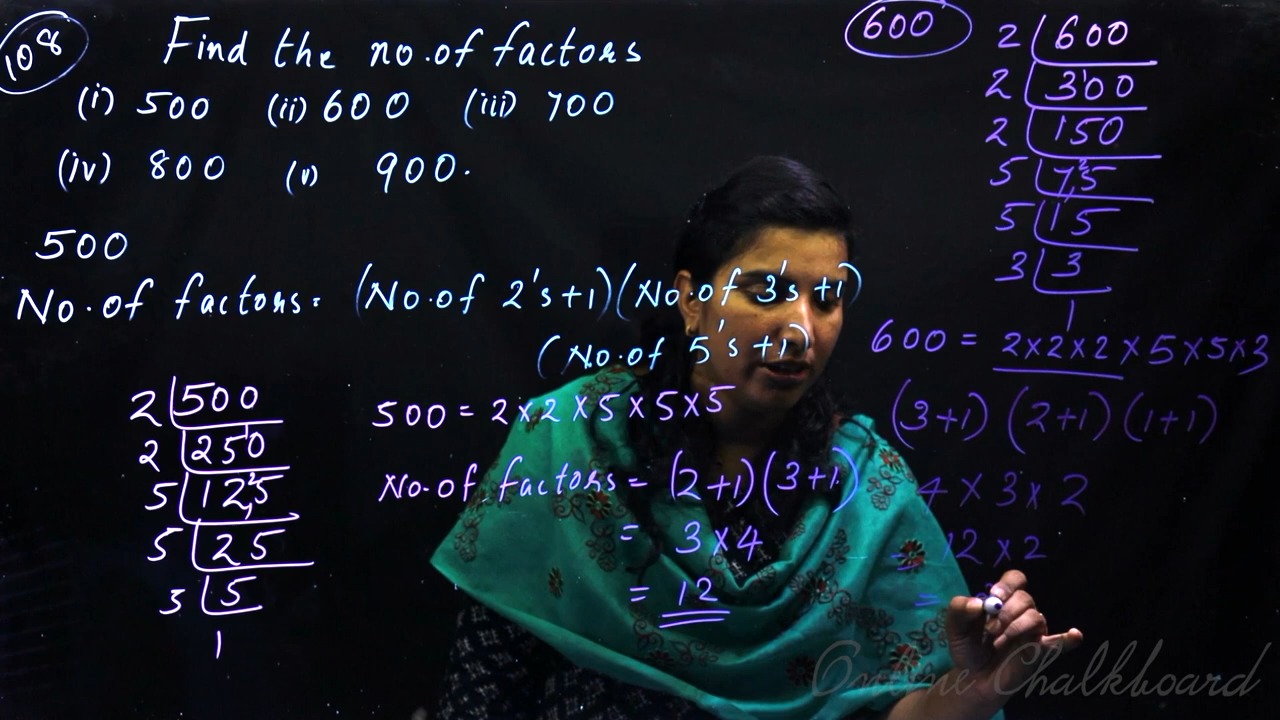 108
Find the no.of factors
(i) 500 (ii) 600 (iii) 700
(iv) 800 (v) 900.
500
No.of factors = (No.of 2's+1)(No.of 3's+1)
(No.of 5's+1)
2 500
2 250
5 125
5 25
3 5
1
500 = 2×2×5×5×5
No.of factors = (2+1)(3+1)
= 3×4
= 12
600
2 600
2 300
2 150
5 75
5 15
3 3
1
600 = 2×2×2×5×5×3
(3+1) (2+1) (1+1)
4×3×2
= 12×2
=
Online Chalkboard